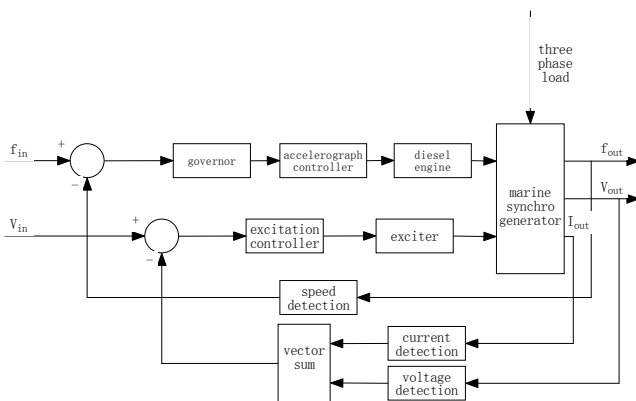 three
phase
load
f_in
+
−
governor
accelerograph
controller
diesel
engine
marine
synchro
generator
f_out
V_out
I_out
V_in
+
−
excitation
controller
exciter
speed
detection
vector
sum
current
detection
voltage
detection